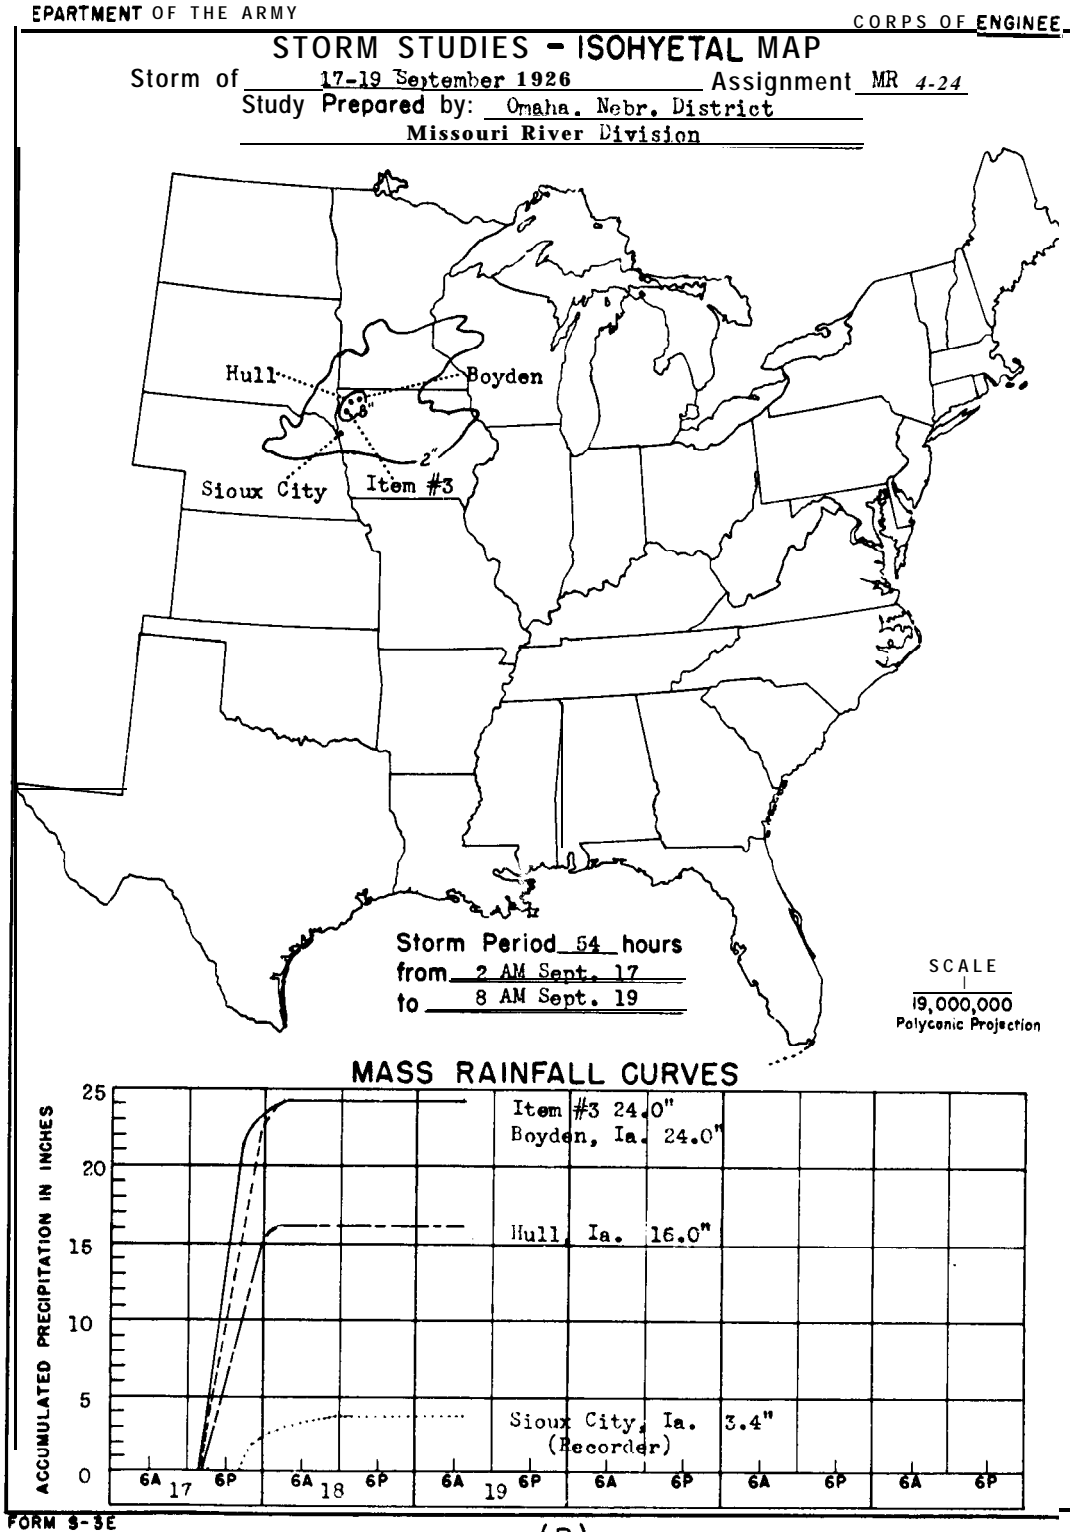 EPARTMENT OF THE ARMY
CORPS OF ENGINEE
STORM STUDIES - ISOHYETAL MAP
Storm of 17-19 September 1926 Assignment MR 4-24
Study Prepared by: Omaha. Nebr. District
Missouri River Division
Hull
Boyden
8"
2"
Sioux City
Item #3
Storm Period 54 hours
from 2 AM Sept. 17
to 8 AM Sept. 19
SCALE
1
19,000,000
Polyconic Projection
MASS RAINFALL CURVES
ACCUMULATED PRECIPITATION IN INCHES
25
20
15
10
5
0
Item #3 24.0"
Boyden, Ia. 24.0"
Hull, Ia. 16.0"
Sioux City, Ia. 3.4"
(Recorder)
6A 6P 6A 6P 6A 6P 6A 6P 6A 6P 6A 6P
17 18 19
FORM S-3E